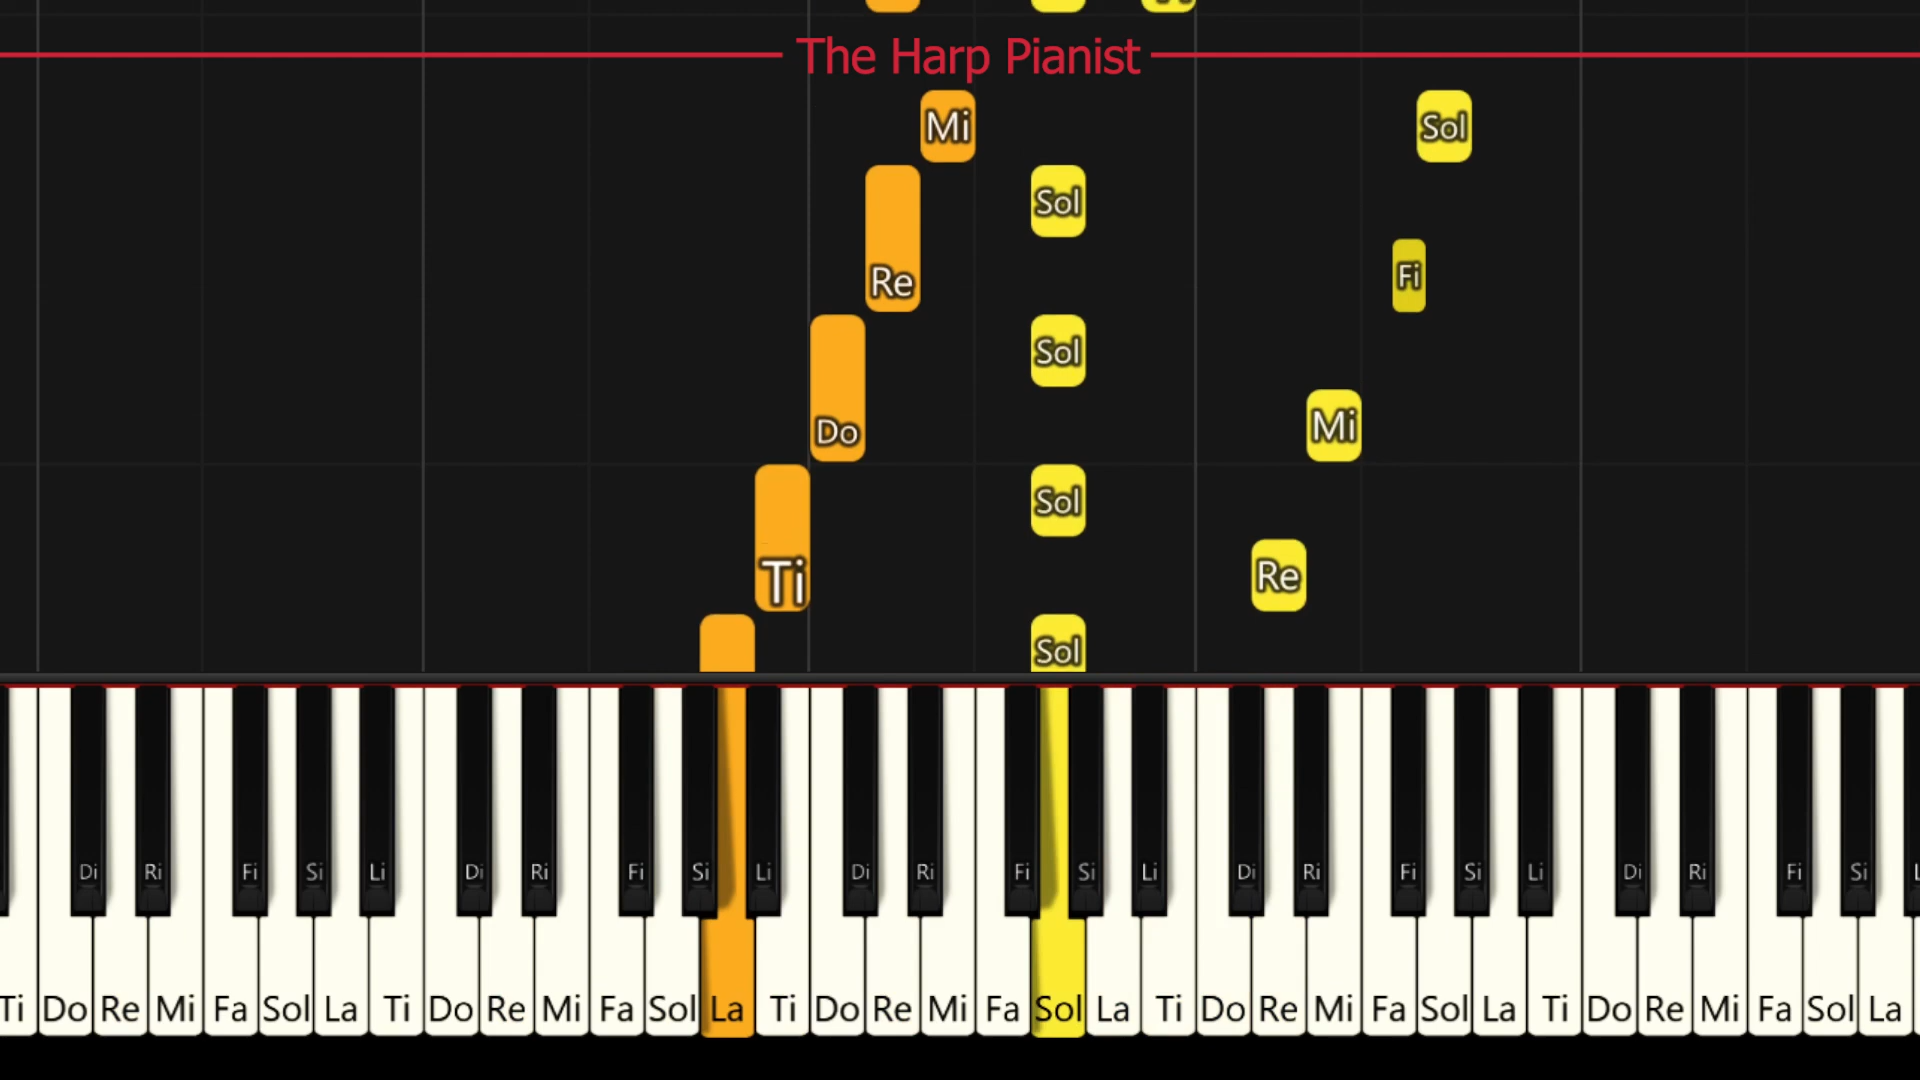 The Harp Pianist
Mi Sol
Sol
Re Fi
Sol
Do Mi
Sol
Ti Re
Sol
Di Ri Fi Si Li Di Ri Fi Si Li Di Ri Fi Si Li Di Ri Fi Si Li Di Ri Fi Si
Ti Do Re Mi Fa Sol La Ti Do Re Mi Fa Sol La Ti Do Re Mi Fa Sol La Ti Do Re Mi Fa Sol La Ti Do Re Mi Fa Sol La